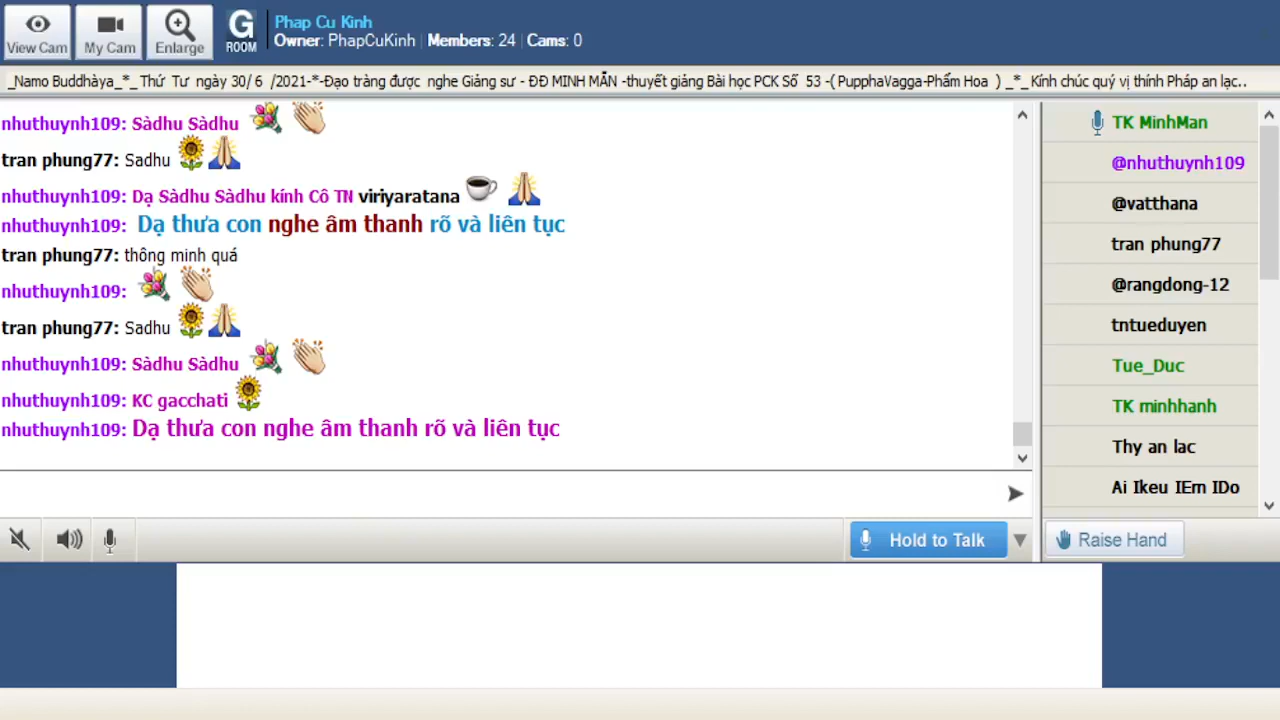 View Cam
My Cam
Enlarge
G
ROOM
Phap Cu Kinh
Owner: PhapCuKinh | Members: 24 | Cams: 0
_Namo Buddhàya_*_ Thứ Tư ngày 30/ 6 /2021-*-Đạo tràng được nghe Giảng sư - ĐĐ MINH MẪN -thuyết giảng Bài học PCK Số 53 -( PupphaVagga-Phẩm Hoa ) _*_ Kính chúc quý vị thính Pháp an lạc..
nhuthuynh109: Sàdhu Sàdhu
tran phung77: Sadhu
nhuthuynh109: Dạ Sàdhu Sàdhu kính Cô TN viriyaratana
nhuthuynh109: Dạ thưa con nghe âm thanh rõ và liên tục
tran phung77: thông minh quá
nhuthuynh109:
tran phung77: Sadhu
nhuthuynh109: Sàdhu Sàdhu
nhuthuynh109: KC gacchati
nhuthuynh109: Dạ thưa con nghe âm thanh rõ và liên tục
TK MinhMan
@nhuthuynh109
@vatthana
tran phung77
@rangdong-12
tntueduyen
Tue_Duc
TK minhhanh
Thy an lac
Ai Ikeu IEm IDo
Hold to Talk
Raise Hand